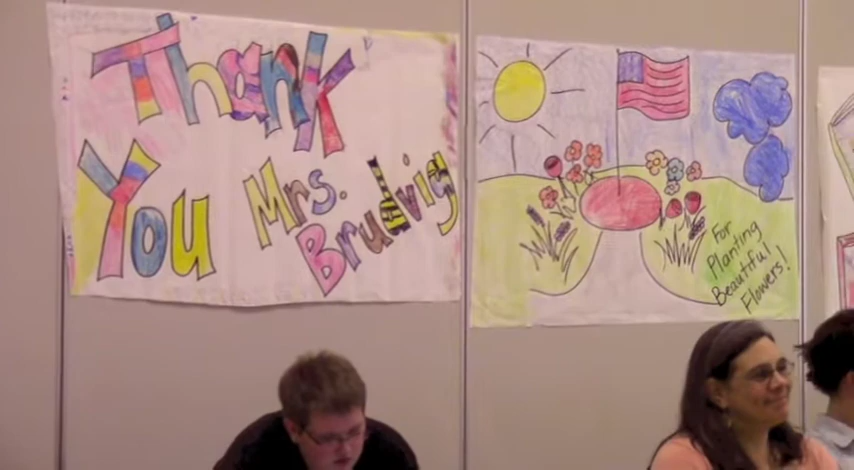 Thank
You Mrs.
Brudvig
For
Planting
Beautiful
Flowers!